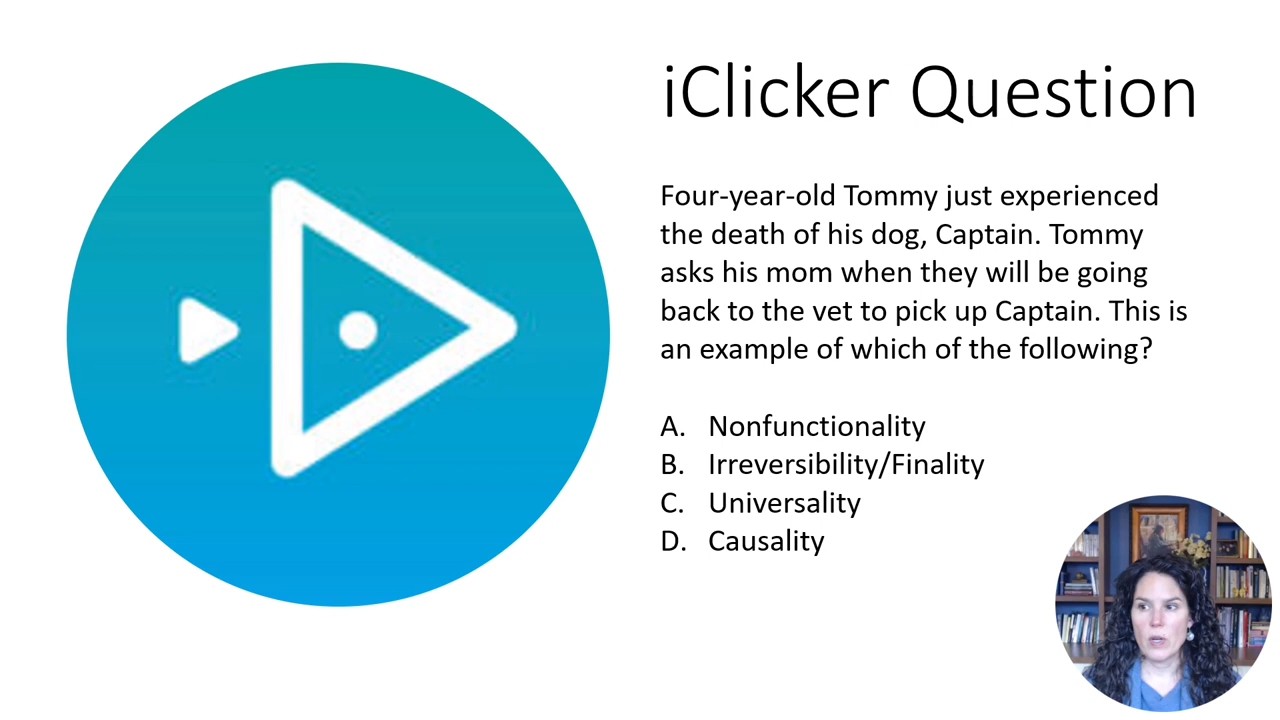 iClicker Question
Four-year-old Tommy just experienced
the death of his dog, Captain. Tommy
asks his mom when they will be going
back to the vet to pick up Captain. This is
an example of which of the following?
A. Nonfunctionality
B. Irreversibility/Finality
C. Universality
D. Causality